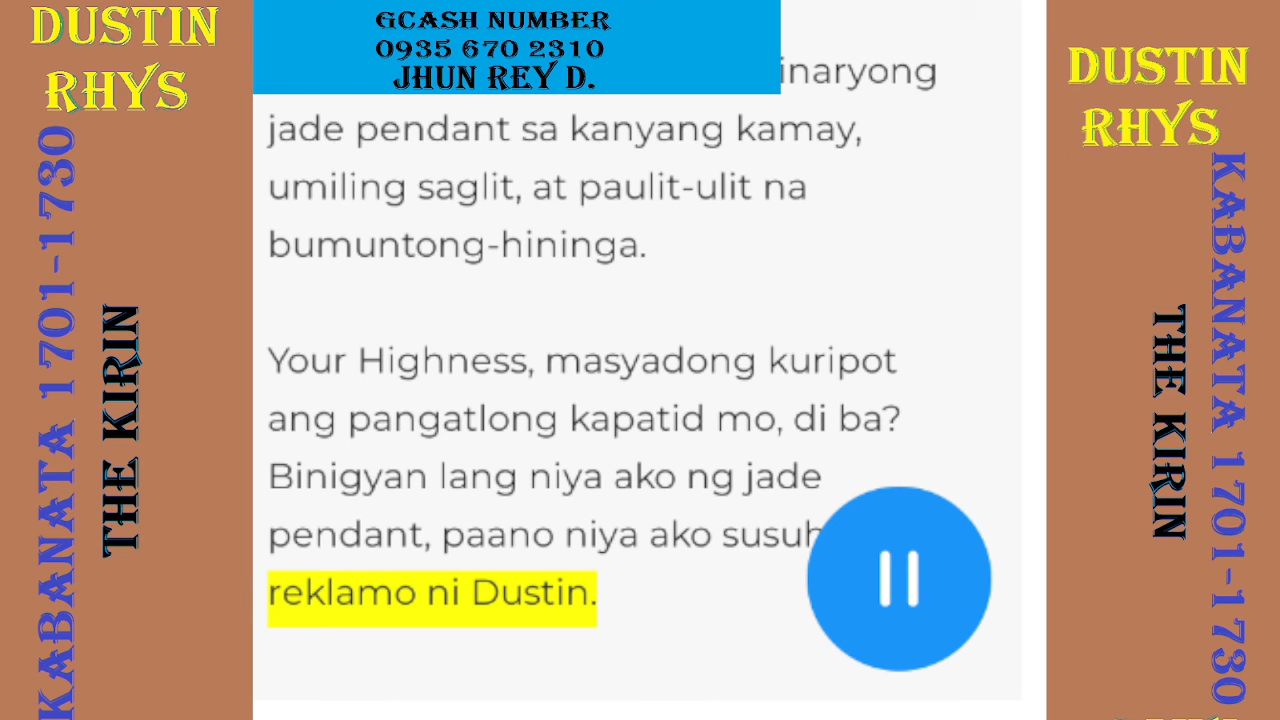 DUSTIN
RHYS
KABANATA 1701-1730
THE KIRIN
GCASH NUMBER
0935 670 2310
JHUN REY D.
jade pendant sa kanyang kamay,
umiling saglit, at paulit-ulit na
bumuntong-hininga.
Your Highness, masyadong kuripot
ang pangatlong kapatid mo, di ba?
Binigyan lang niya ako ng jade
pendant, paano niya ako
reklamo ni Dustin.
DUSTIN
RHYS
KABANATA 1701-1730
THE KIRIN